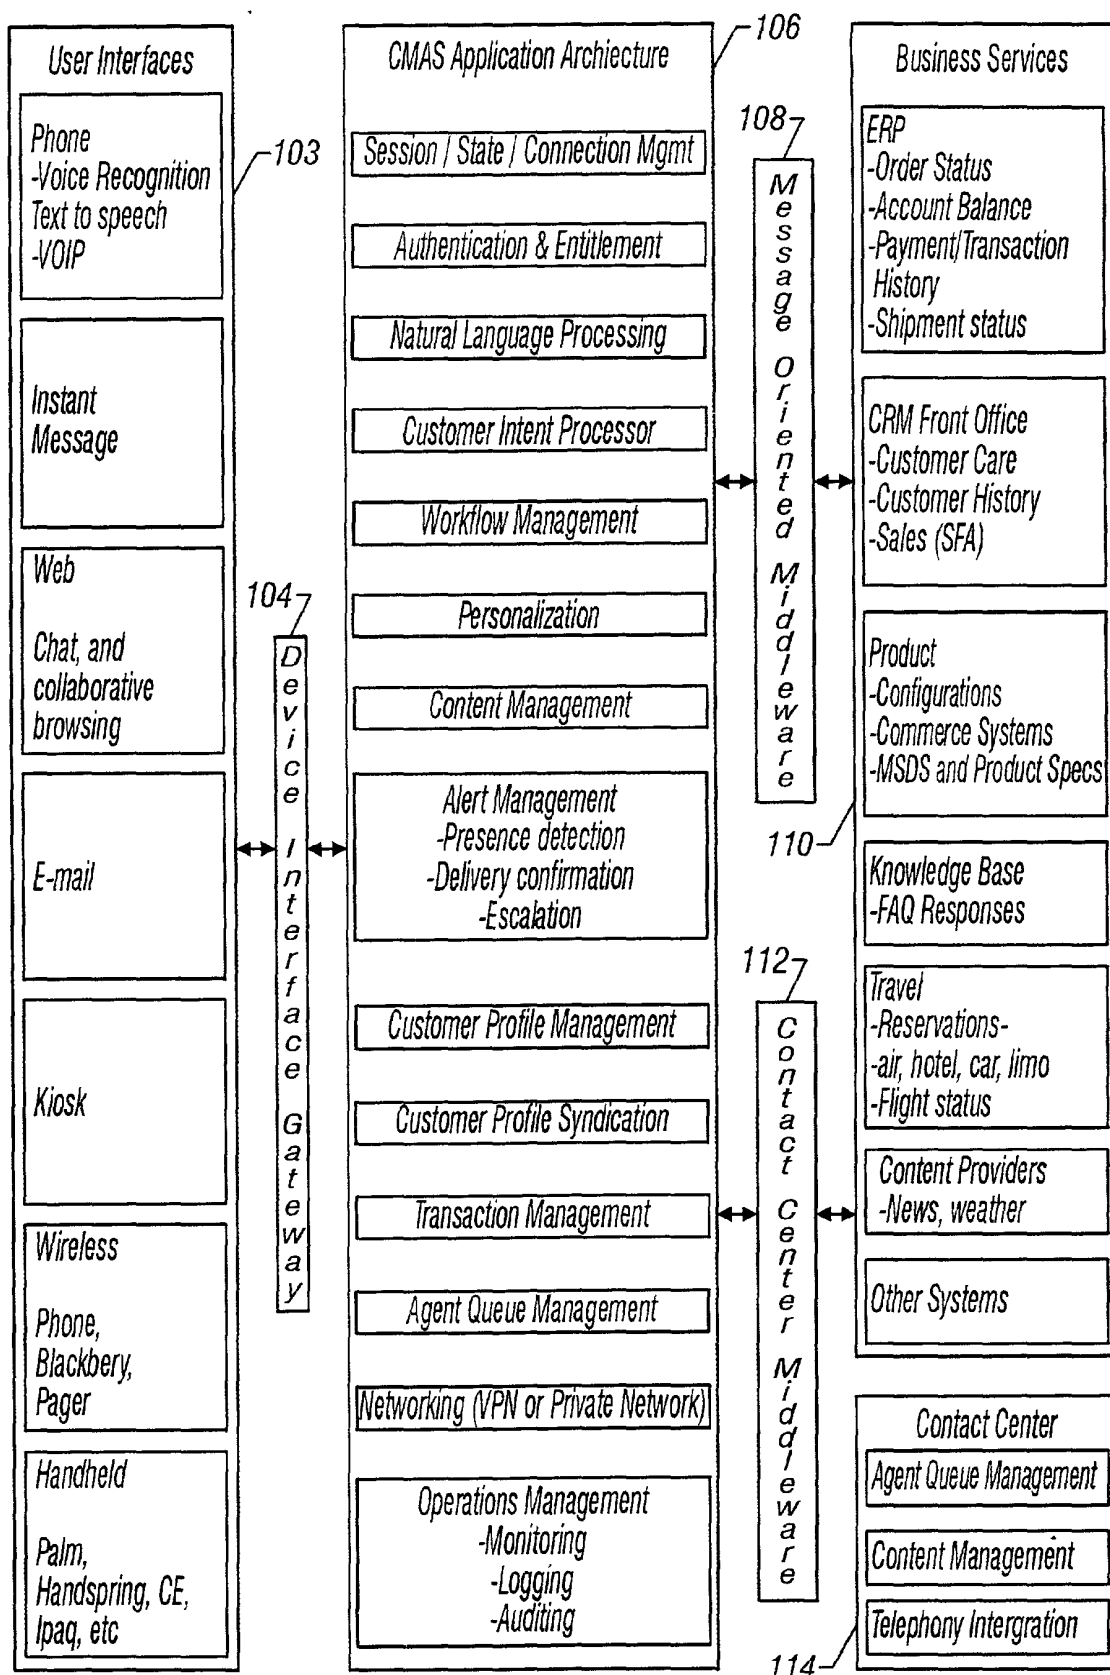 User Interfaces
Phone
-Voice Recognition
Text to speech
-VOIP
Instant
Message
Web
Chat, and
collaborative
browsing
E-mail
Kiosk
Wireless
Phone,
Blackbery,
Pager
Handheld
Palm,
Handspring, CE,
Ipaq, etc
103
104
Device Interface Gateway
CMAS Application Archiecture
Session / State / Connection Mgmt
Authentication & Entitlement
Natural Language Processing
Customer Intent Processor
Workflow Management
Personalization
Content Management
Alert Management
-Presence detection
-Delivery confirmation
-Escalation
Customer Profile Management
Customer Profile Syndication
Transaction Management
Agent Queue Management
Networking (VPN or Private Network)
Operations Management
-Monitoring
-Logging
-Auditing
106
108
Message Oriented Middleware
110
112
Contact Center Middleware
Business Services
ERP
-Order Status
-Account Balance
-Payment/Transaction
History
-Shipment status
CRM Front Office
-Customer Care
-Customer History
-Sales (SFA)
Product
-Configurations
-Commerce Systems
-MSDS and Product Specs
Knowledge Base
-FAQ Responses
Travel
-Reservations-
-air, hotel, car, limo
-Flight status
Content Providers
-News, weather
Other Systems
Contact Center
Agent Queue Management
Content Management
Telephony Intergration
114